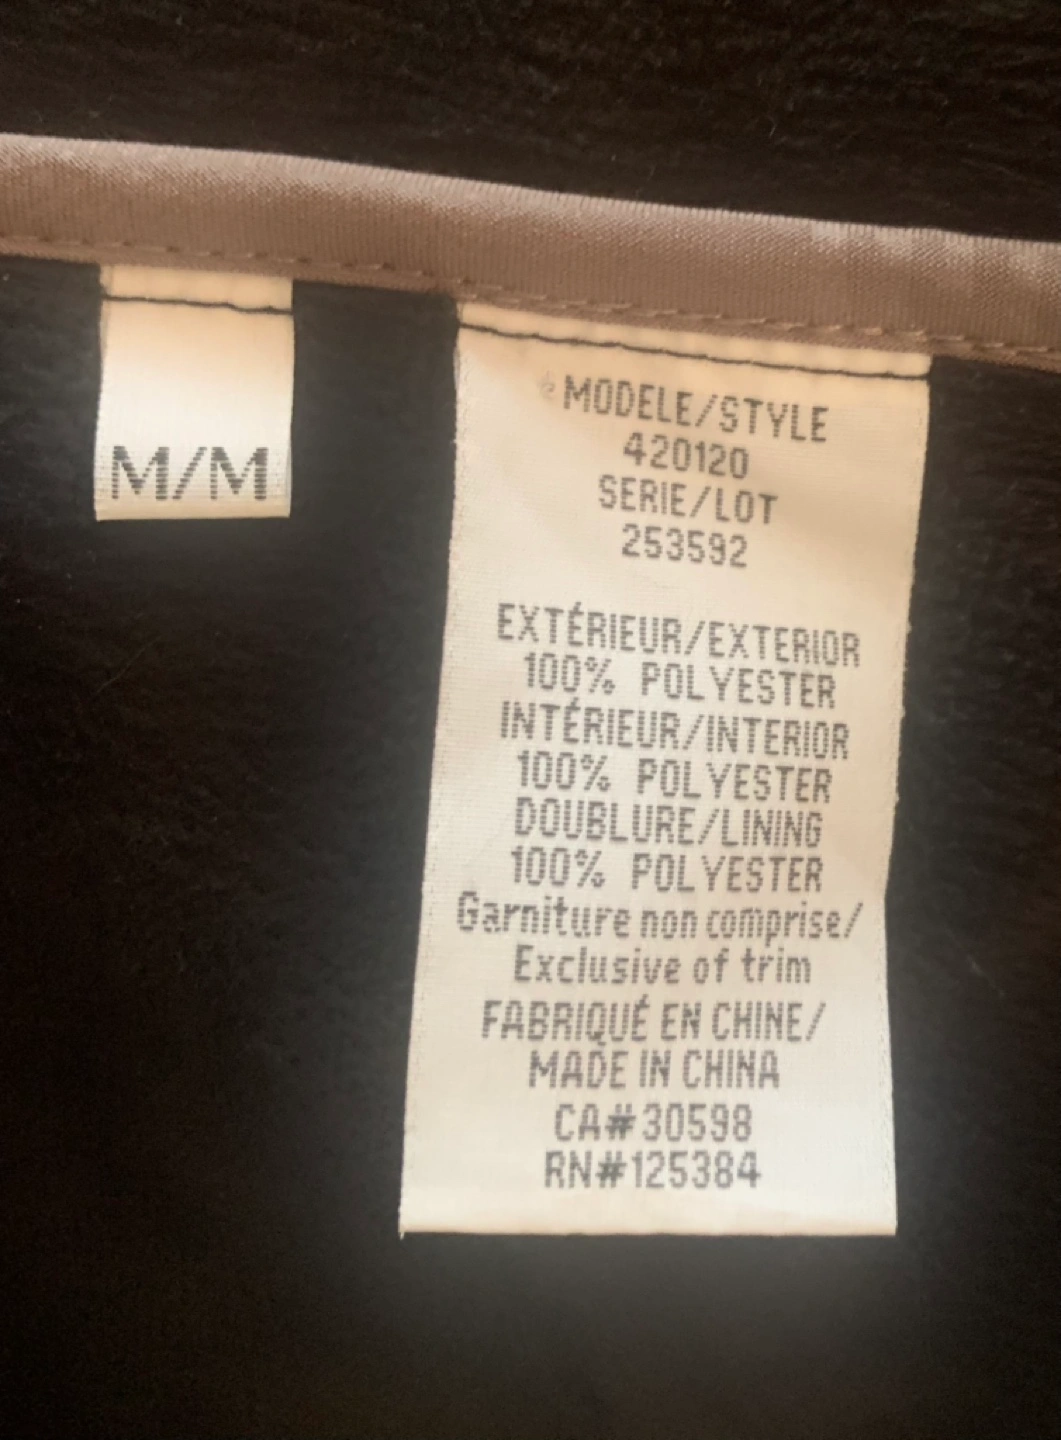 M/M
MODELE/STYLE
420120
SERIE/LOT
253592
EXTÉRIEUR/EXTERIOR
100% POLYESTER
INTÉRIEUR/INTERIOR
100% POLYESTER
DOUBLURE/LINING
100% POLYESTER
Garniture non comprise/
Exclusive of trim
FABRIQUÉ EN CHINE/
MADE IN CHINA
CA#30598
RN#125384